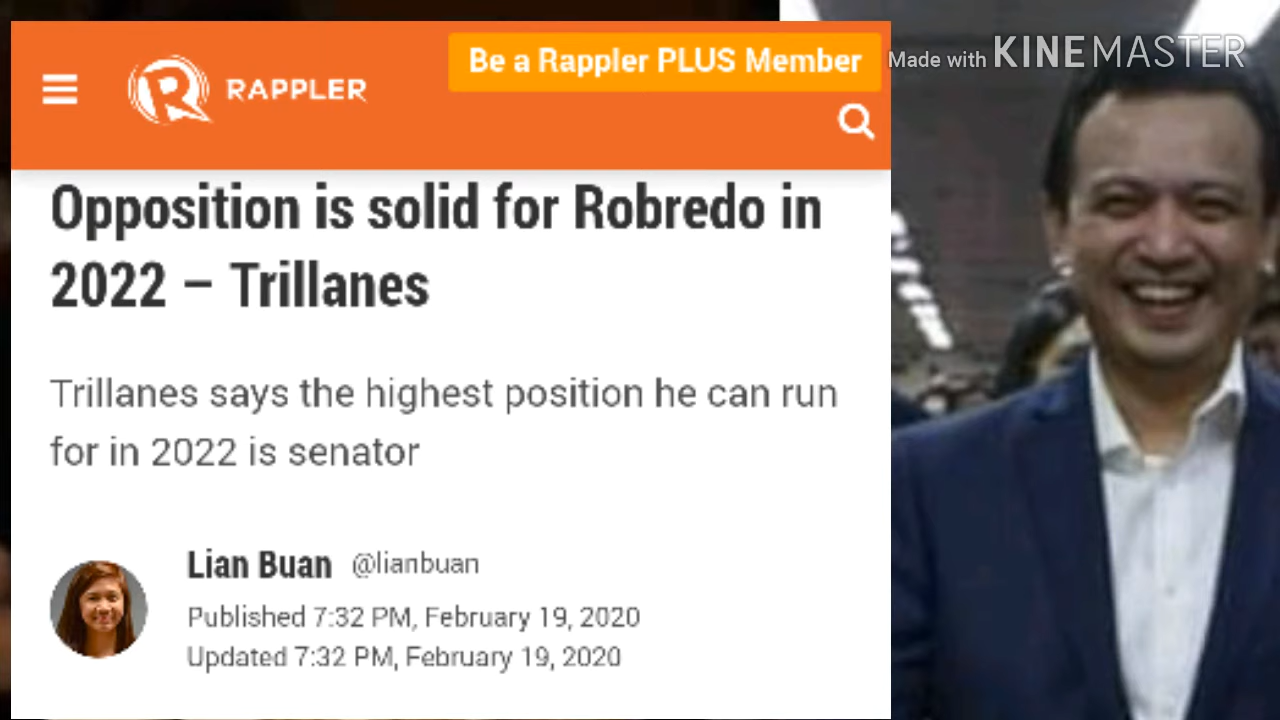 Be a Rappler PLUS Member
Made with KINEMASTER
RAPPLER
Opposition is solid for Robredo in
2022 – Trillanes
Trillanes says the highest position he can run
for in 2022 is senator
Lian Buan @lianbuan
Published 7:32 PM, February 19, 2020
Updated 7:32 PM, February 19, 2020